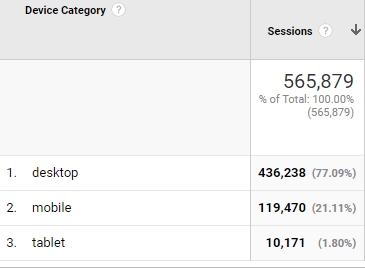 Device Category ?
Sessions ?
565,879
% of Total: 100.00%
(565,879)
1. desktop 436,238 (77.09%)
2. mobile 119,470 (21.11%)
3. tablet 10,171 (1.80%)